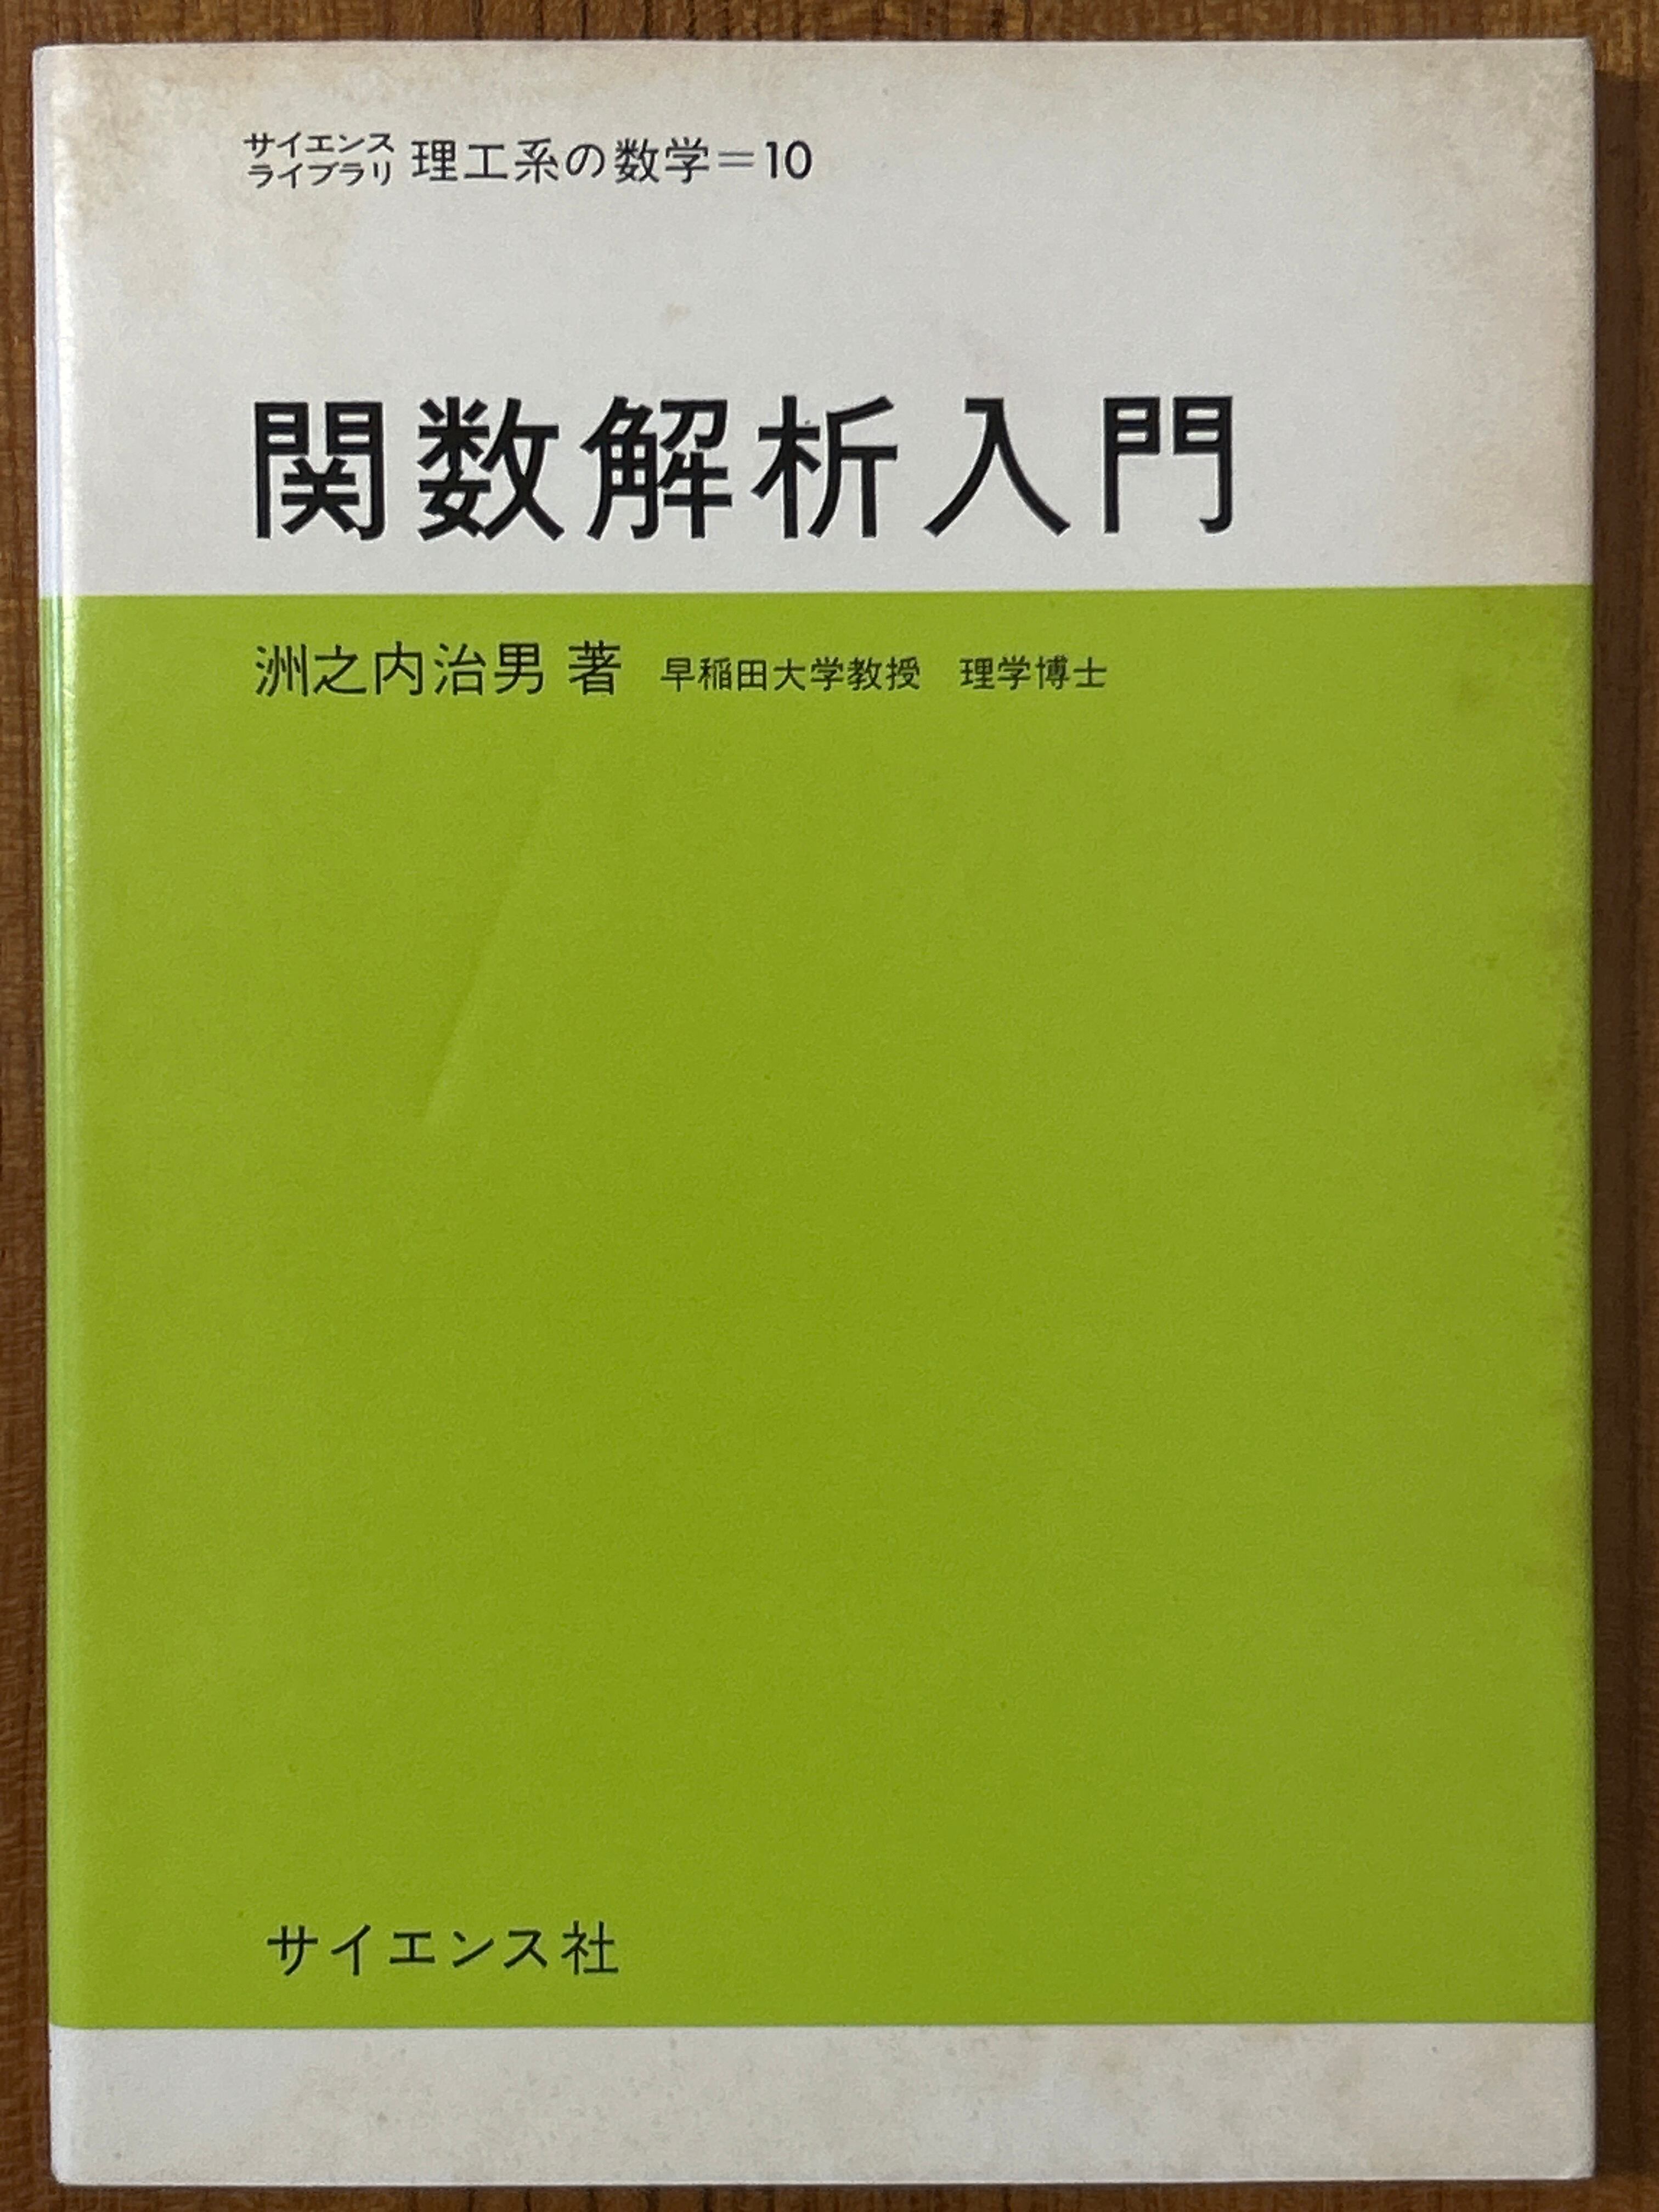 サイエンス
ライブラリ 理工系の数学=10
関数解析入門
洲之内治男 著 早稲田大学教授 理学博士
サイエンス社